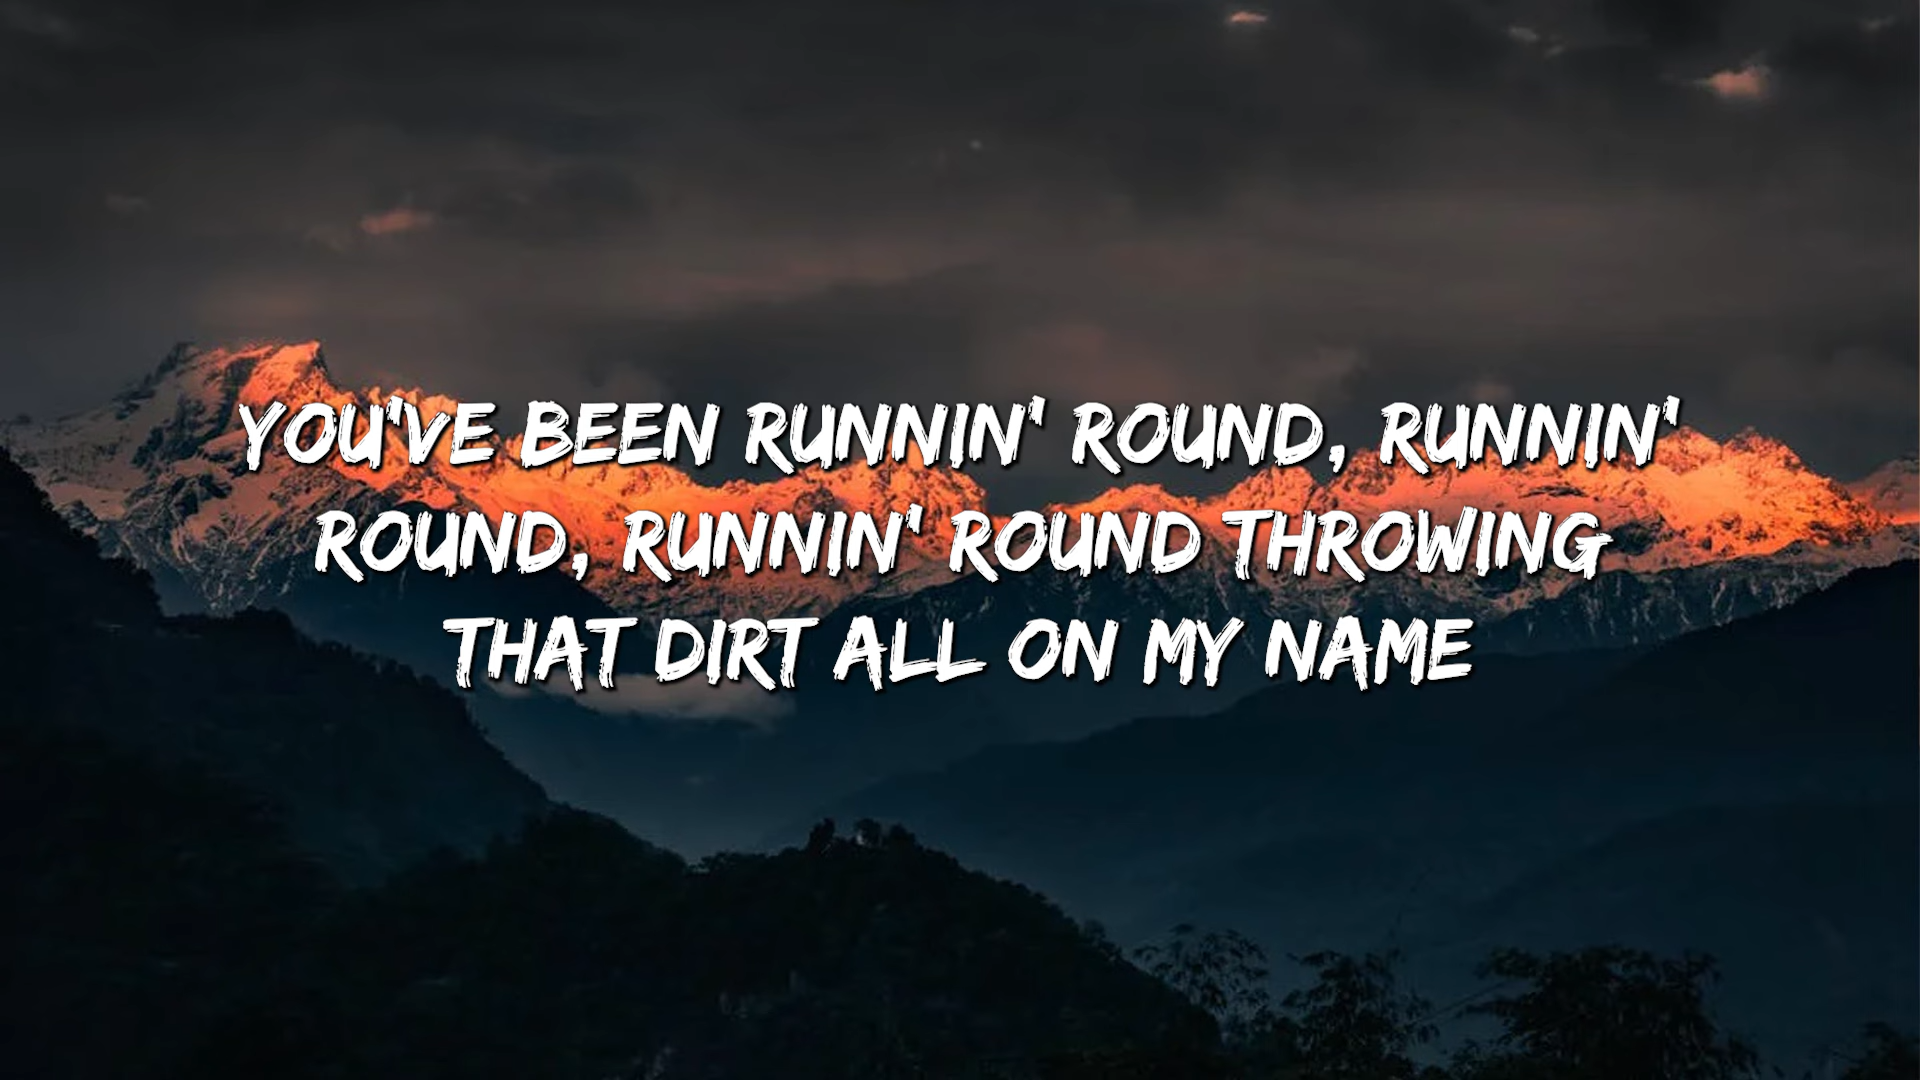 YOU'VE BEEN RUNNIN' ROUND, RUNNIN'
ROUND, RUNNIN' ROUND THROWING
THAT DIRT ALL ON MY NAME